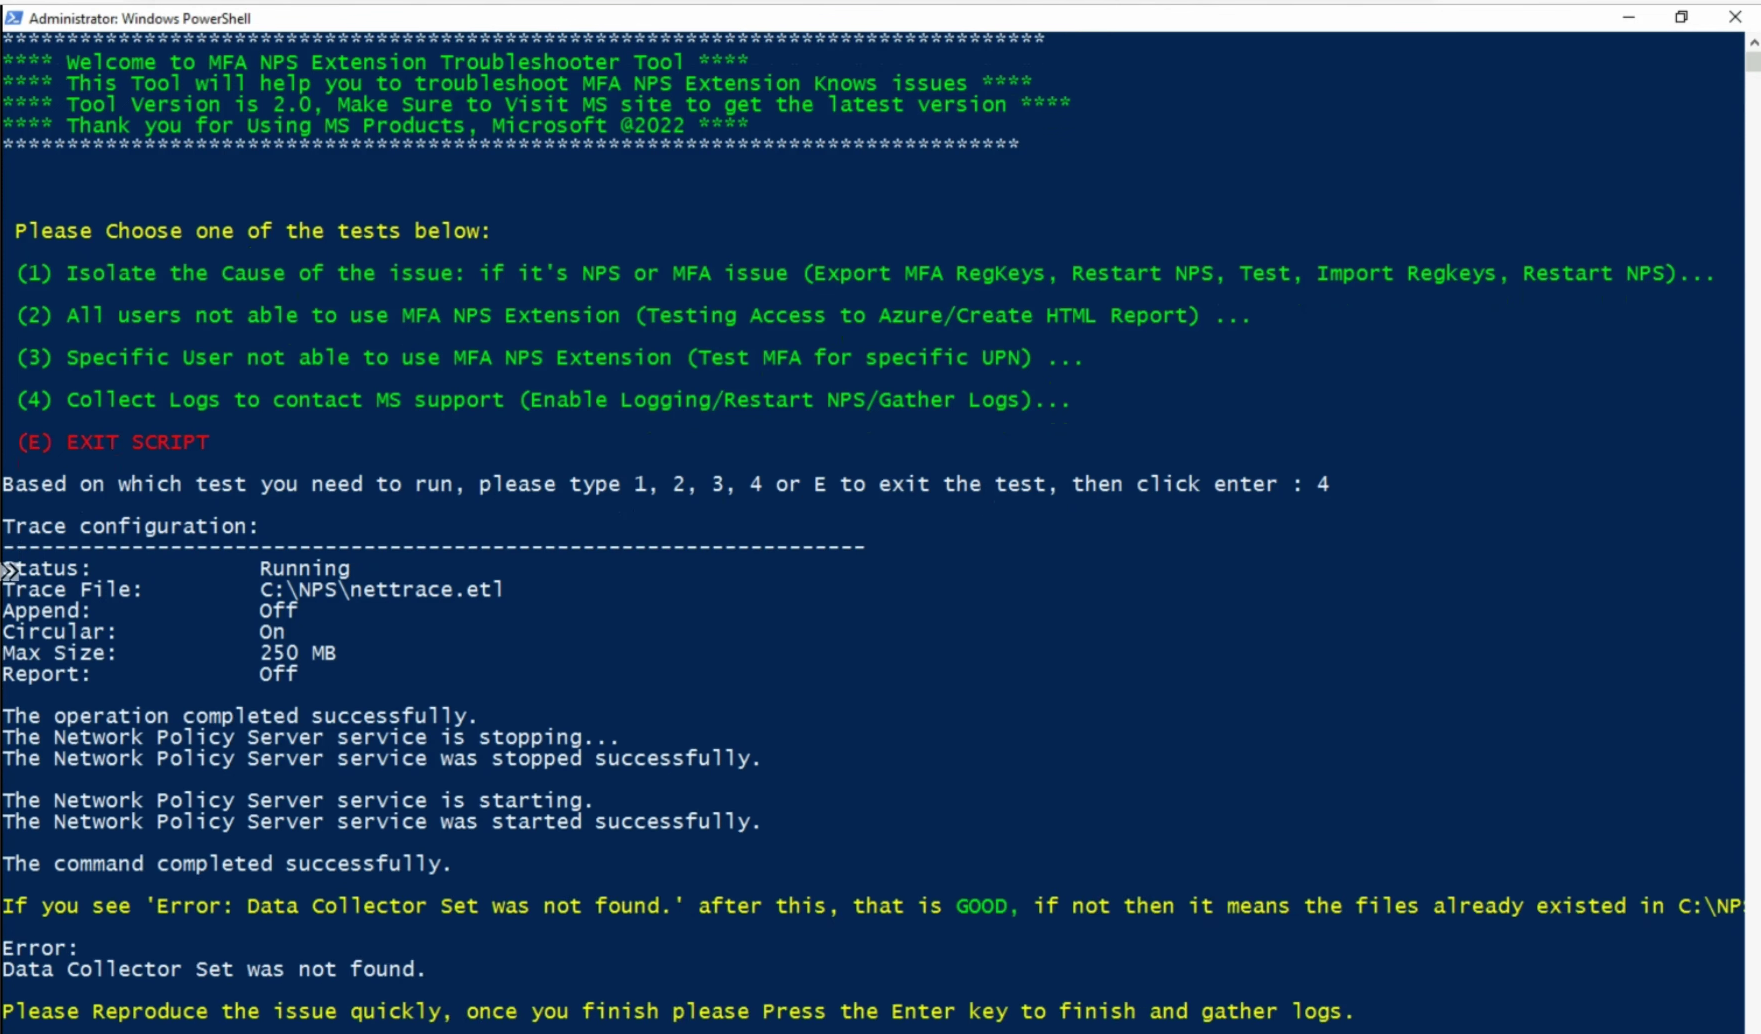 Administrator: Windows PowerShell
*********************************************************************************
**** Welcome to MFA NPS Extension Troubleshooter Tool ****
**** This Tool will help you to troubleshoot MFA NPS Extension Knows issues ****
**** Tool Version is 2.0, Make Sure to Visit MS site to get the latest version ****
**** Thank you for Using MS Products, Microsoft @2022 ****
*******************************************************************************
Please Choose one of the tests below:
(1) Isolate the Cause of the issue: if it's NPS or MFA issue (Export MFA RegKeys, Restart NPS, Test, Import Regkeys, Restart NPS)...
(2) All users not able to use MFA NPS Extension (Testing Access to Azure/Create HTML Report) ...
(3) Specific User not able to use MFA NPS Extension (Test MFA for specific UPN) ...
(4) Collect Logs to contact MS support (Enable Logging/Restart NPS/Gather Logs)...
(E) EXIT SCRIPT
Based on which test you need to run, please type 1, 2, 3, 4 or E to exit the test, then click enter : 4
Trace configuration:
-------------------------------------------------------------------
Status: Running
Trace File: C:\NPS\nettrace.etl
Append: Off
Circular: On
Max Size: 250 MB
Report: Off
The operation completed successfully.
The Network Policy Server service is stopping...
The Network Policy Server service was stopped successfully.
The Network Policy Server service is starting.
The Network Policy Server service was started successfully.
The command completed successfully.
If you see 'Error: Data Collector Set was not found.' after this, that is GOOD, if not then it means the files already existed in C:\NP
Error:
Data Collector Set was not found.
Please Reproduce the issue quickly, once you finish please Press the Enter key to finish and gather logs.